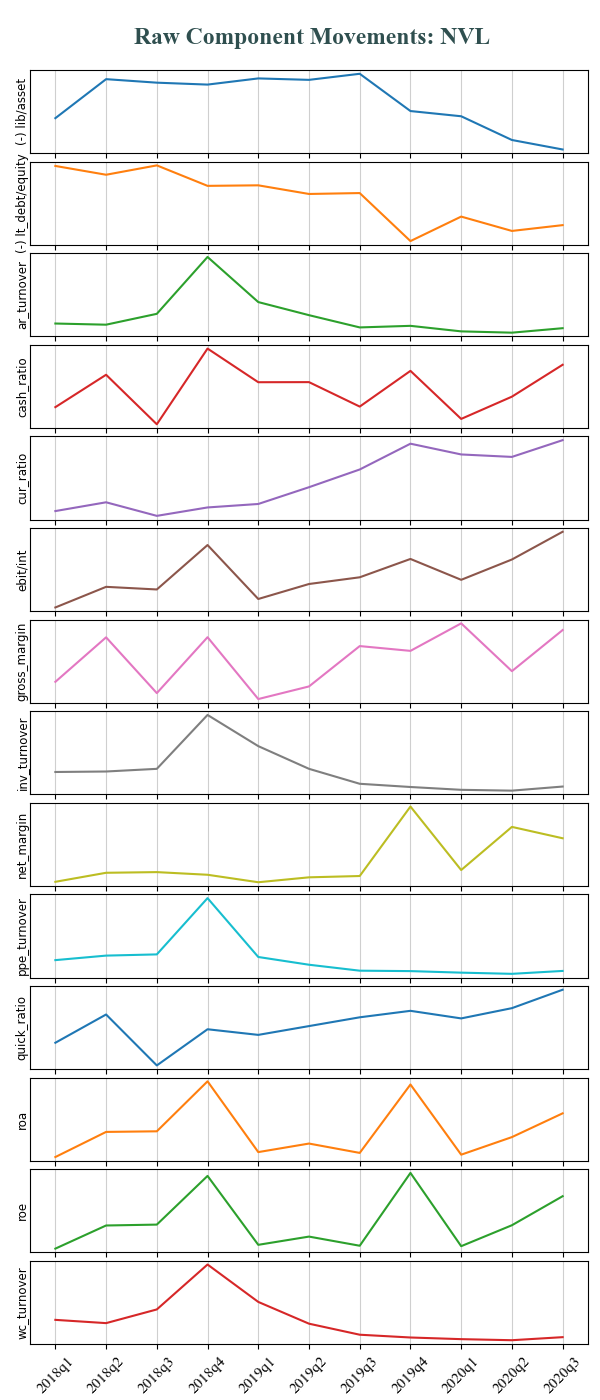 Raw Component Movements: NVL
(-) lib/asset
(-) lt_debt/equity
ar_turnover
cash_ratio
cur_ratio
ebit/int
gross_margin
inv_turnover
net_margin
ppe_turnover
quick_ratio
roa
roe
wc_turnover
2018q1 2018q2 2018q3 2018q4 2019q1 2019q2 2019q3 2019q4 2020q1 2020q2 2020q3